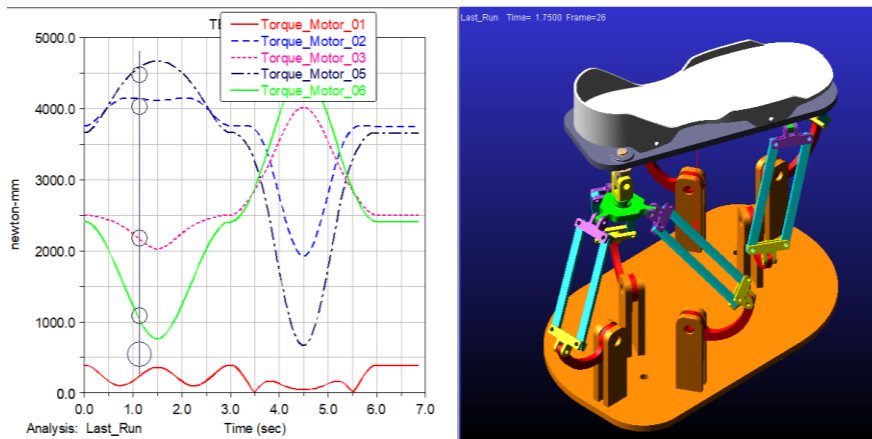 Torque_Motor_01
Torque_Motor_02
Torque_Motor_03
Torque_Motor_05
Torque_Motor_06
5000.0
4000.0
3000.0
2000.0
1000.0
0.0
newton-mm
0.0 1.0 2.0 3.0 4.0 5.0 6.0 7.0
Analysis: Last_Run Time (sec)
Last_Run Time= 1.7500 Frame=26